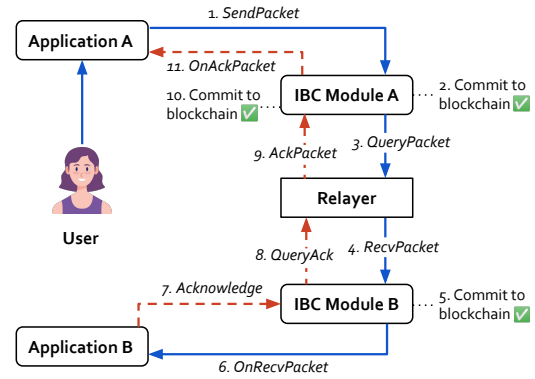 1. SendPacket
Application A
11. OnAckPacket
10. Commit to
blockchain ✅
IBC Module A
2. Commit to
blockchain ✅
9. AckPacket
3. QueryPacket
Relayer
User
8. QueryAck
4. RecvPacket
7. Acknowledge
IBC Module B
5. Commit to
blockchain ✅
Application B
6. OnRecvPacket